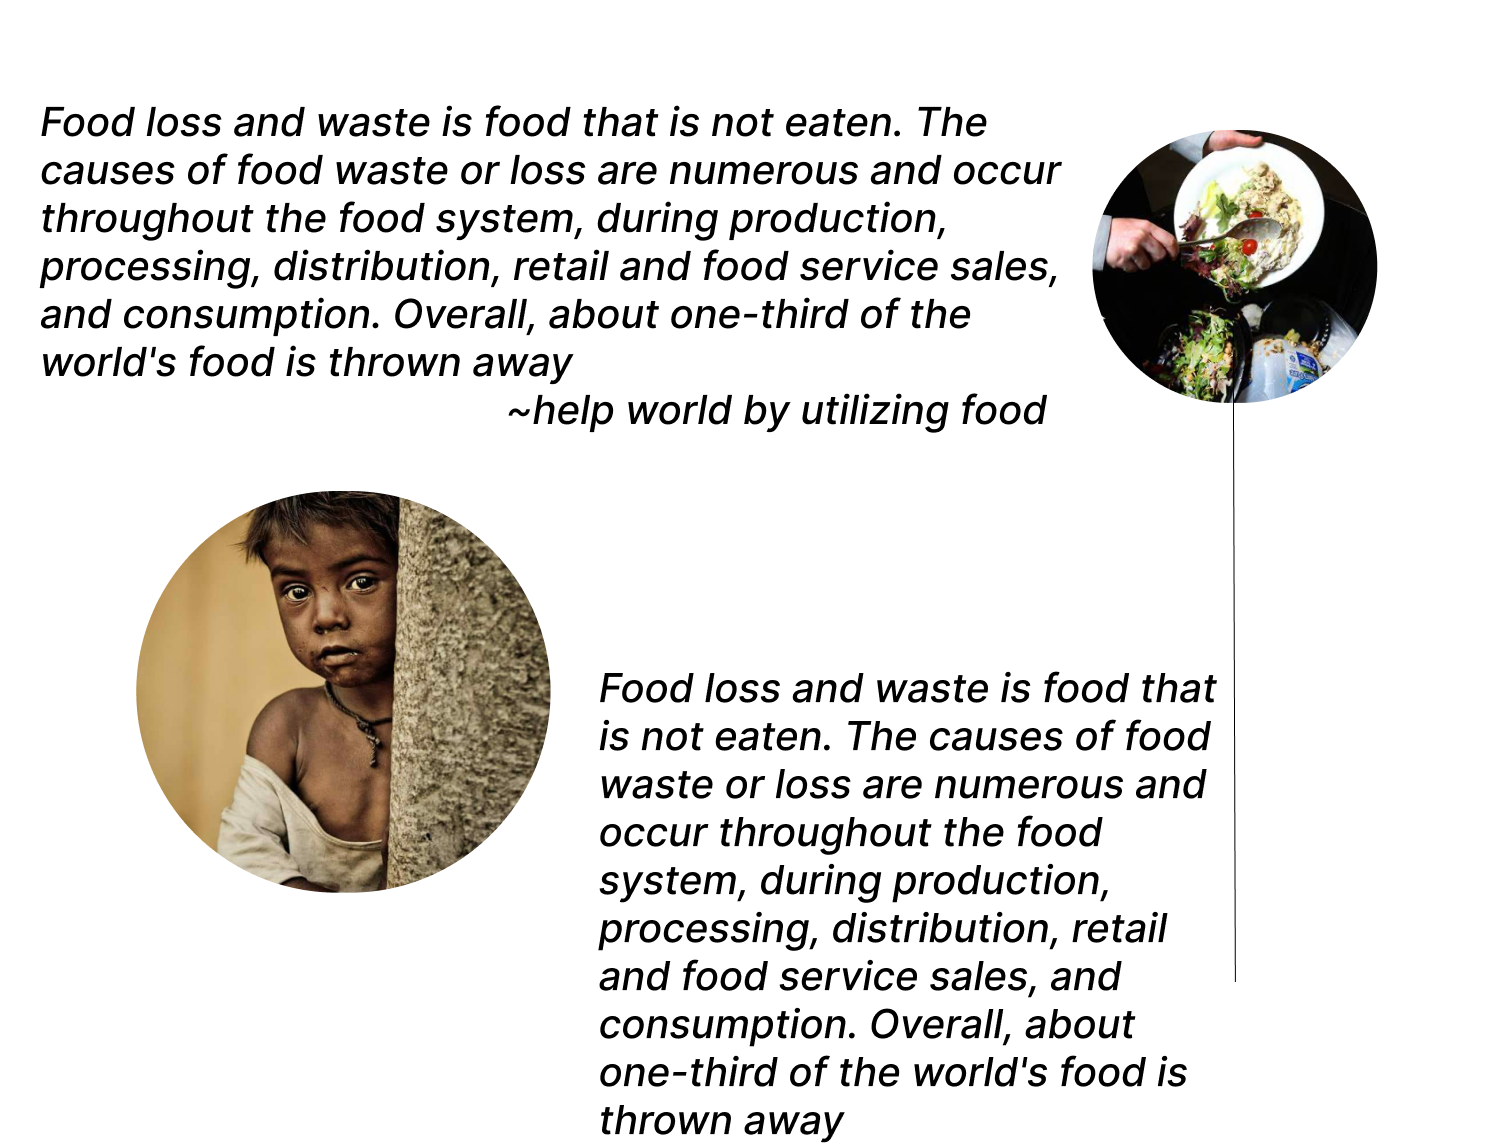 Food loss and waste is food that is not eaten. The
causes of food waste or loss are numerous and occur
throughout the food system, during production,
processing, distribution, retail and food service sales,
and consumption. Overall, about one-third of the
world's food is thrown away
~help world by utilizing food
Food loss and waste is food that
is not eaten. The causes of food
waste or loss are numerous and
occur throughout the food
system, during production,
processing, distribution, retail
and food service sales, and
consumption. Overall, about
one-third of the world's food is
thrown away